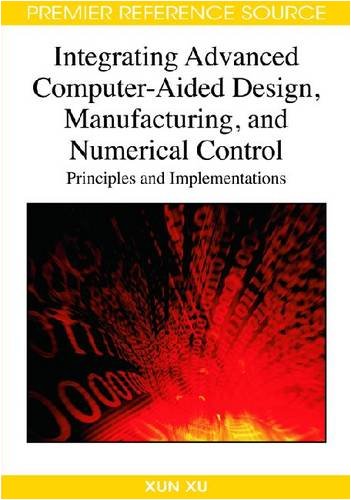 PREMIER REFERENCE SOURCE
Integrating Advanced
Computer-Aided Design,
Manufacturing, and
Numerical Control
Principles and Implementations
XUN XU